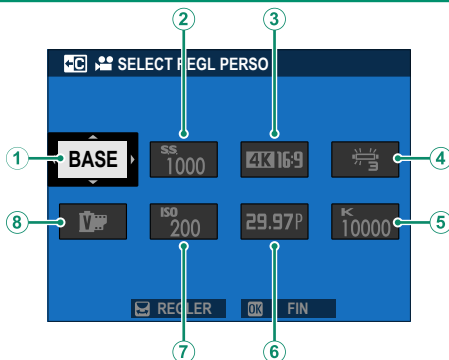 2 3
C SELECT REGL PERSO
1 BASE S.S. 1000 4K 16:9 3 4
8 V ISO 200 29.97P K 10000 5
REGLER OK FIN
7 6